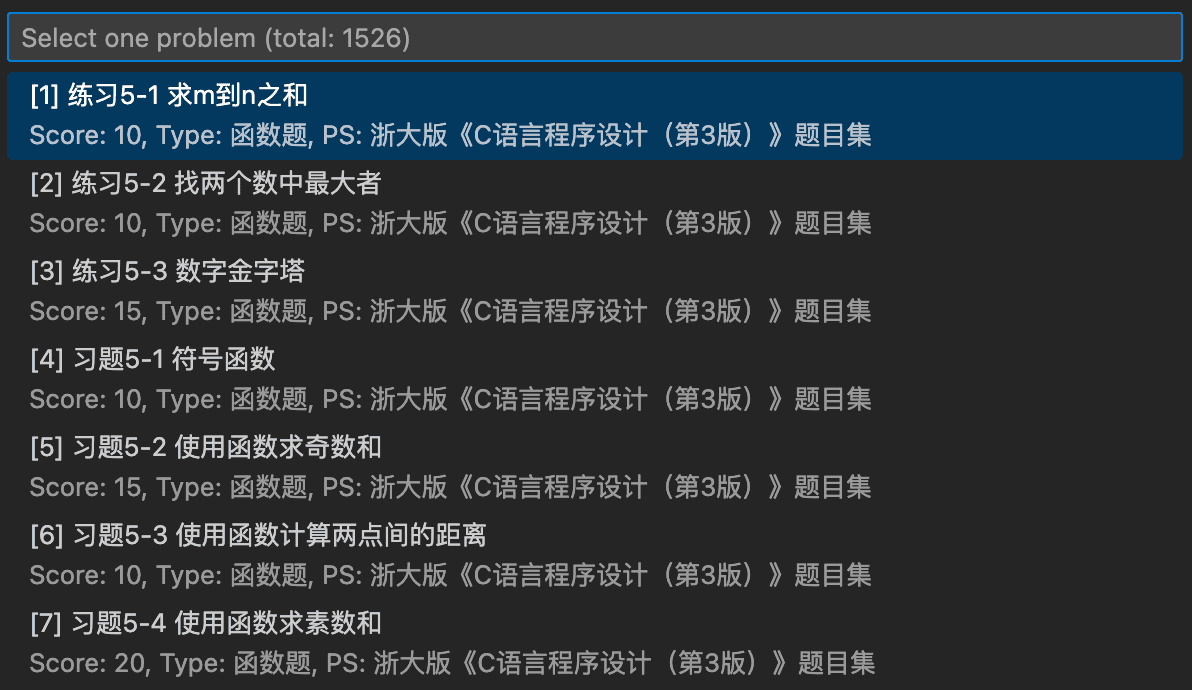 Select one problem (total: 1526)
[1] 练习5-1 求m到n之和
Score: 10, Type: 函数题, PS: 浙大版《C语言程序设计（第3版）》题目集
[2] 练习5-2 找两个数中最大者
Score: 10, Type: 函数题, PS: 浙大版《C语言程序设计（第3版）》题目集
[3] 练习5-3 数字金字塔
Score: 15, Type: 函数题, PS: 浙大版《C语言程序设计（第3版）》题目集
[4] 习题5-1 符号函数
Score: 10, Type: 函数题, PS: 浙大版《C语言程序设计（第3版）》题目集
[5] 习题5-2 使用函数求奇数和
Score: 15, Type: 函数题, PS: 浙大版《C语言程序设计（第3版）》题目集
[6] 习题5-3 使用函数计算两点间的距离
Score: 10, Type: 函数题, PS: 浙大版《C语言程序设计（第3版）》题目集
[7] 习题5-4 使用函数求素数和
Score: 20, Type: 函数题, PS: 浙大版《C语言程序设计（第3版）》题目集